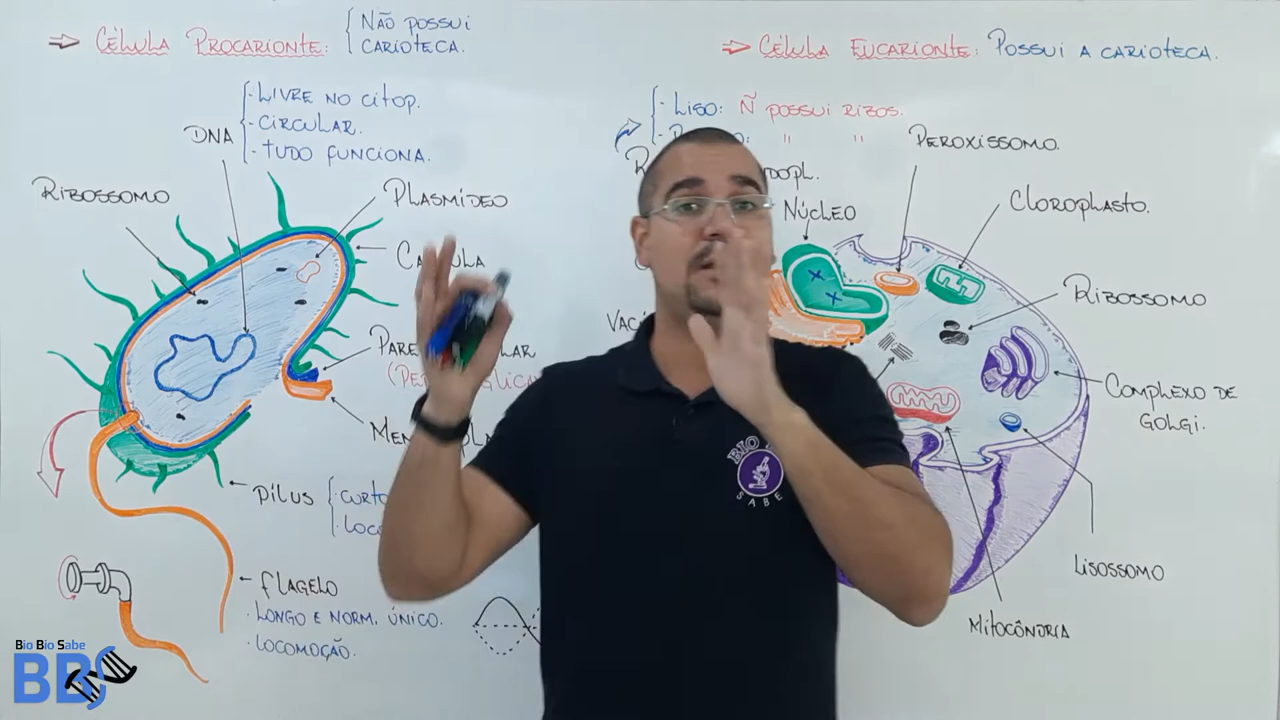 ⇒ CÉLULA PROCARIONTE: NÃO POSSUI
CARIOTECA.
DNA
- LIVRE NO CITOP.
- CIRCULAR.
- TUDO FUNCIONA.
RIBOSSOMO
PLASMÍDEO
PILUS
FLAGELO
· LONGO E NORM. ÚNICO.
· LOCOMOÇÃO.
⇒ CÉLULA EUCARIONTE: POSSUI A CARIOTECA.
- LISO: Ñ POSSUI RIBOS.
" "
NÚCLEO
PEROXISSOMO.
CLOROPLASTO.
RIBOSSOMO
COMPLEXO DE
GOLGI.
LISOSSOMO
MITOCÔNDRIA
BIO
SABE
Bio Bio Sabe
BBS